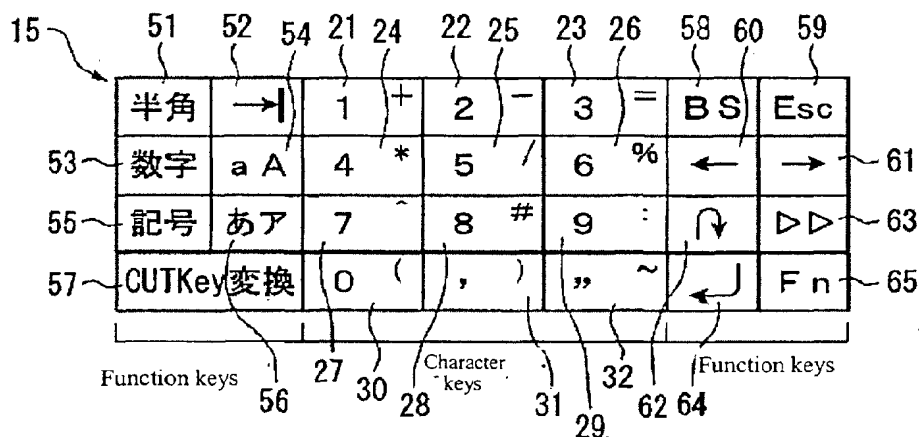 51 52 54 21 24 22 25 23 26 58 60 59
15
半角 →| 1 + 2 - 3 = BS Esc
53 数字 aA 4 * 5 / 6 % ← → 61
55 記号 あア 7 ^ 8 # 9 : ▷▷ 63
57 CUTKey変換 0 ( , ) ,, ~ Fn 65
Function keys 56 27 30 Character keys 28 31 29 32 62 64 Function keys